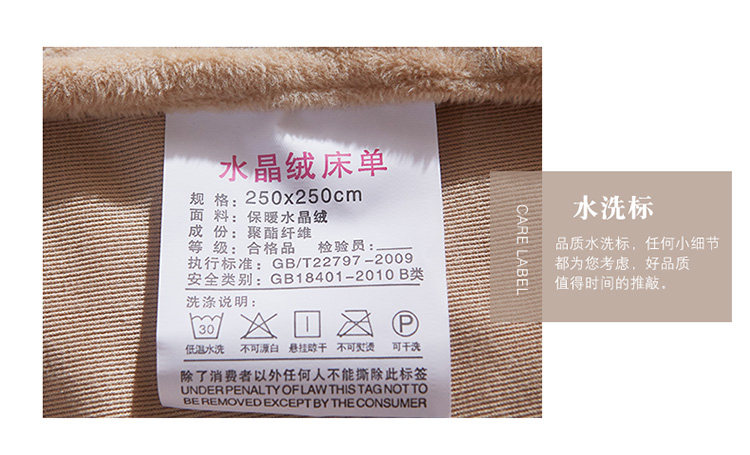 水晶绒床单
规格：250x250cm
面料：保暖水晶绒
成份：聚酯纤维
等级：合格品 检验员：
执行标准：GB/T22797-2009
安全类别：GB18401-2010 B类
洗涤说明：
30
P
低温水洗 不可漂白 悬挂晾干 不可熨烫 可干洗
除了消费者以外任何人不能撕除此标签
UNDER PENALTY OF LAW THIS TAG NOT TO
BE REMOVED EXCEPT BY THE CONSUMER
CARE LABEL
水洗标
品质水洗标，任何小细节
都为您考虑，好品质
值得时间的推敲。